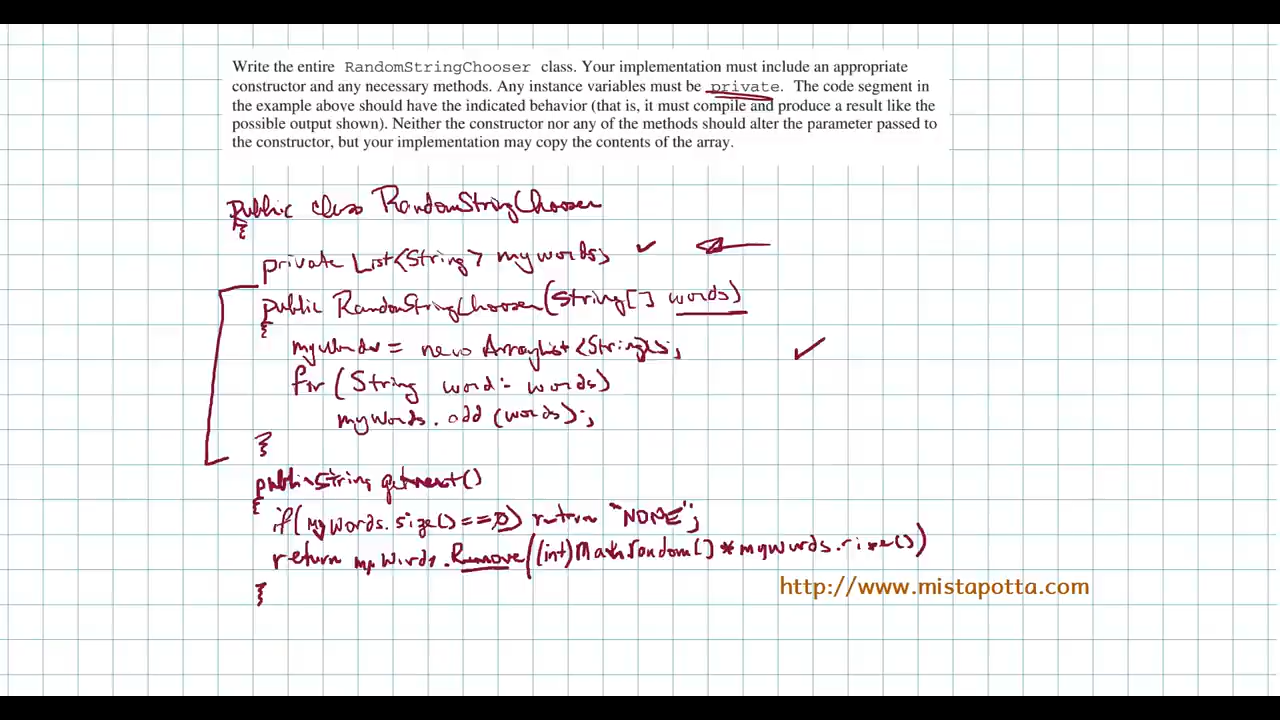 Write the entire RandomStringChooser class. Your implementation must include an appropriate
constructor and any necessary methods. Any instance variables must be private. The code segment in
the example above should have the indicated behavior (that is, it must compile and produce a result like the
possible output shown). Neither the constructor nor any of the methods should alter the parameter passed to
the constructor, but your implementation may copy the contents of the array.
public class RandomStringChooser
{
private List<String> mywords;
public RandomStringChooser(String[] words)
{
mywords = new ArrayList<String>;
for (String word: words)
mywords.add(words);
}
public String getnext()
{
if(mywords.size()==0) return "NONE";
return mywords.Remove((int)Mathrandom()*mywords.size())
}
http://www.mistapotta.com